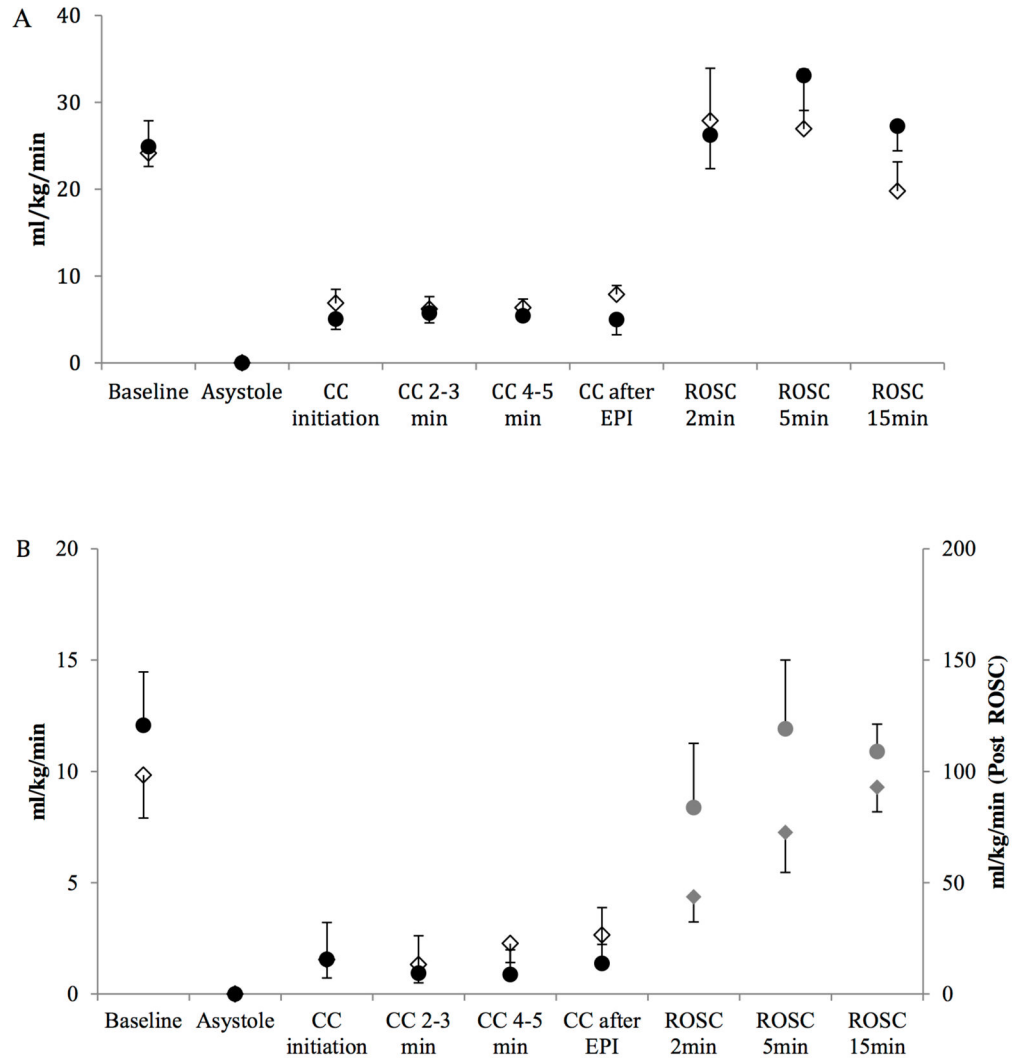 A
40
30
20
10
0
ml/kg/min
Baseline Asystole CC CC 2-3 CC 4-5 CC after ROSC ROSC ROSC
initiation min min EPI 2min 5min 15min
B
20
15
10
5
0
ml/kg/min
200
150
100
50
0
ml/kg/min (Post ROSC)
Baseline Asystole CC CC 2-3 CC 4-5 CC after ROSC ROSC ROSC
initiation min min EPI 2min 5min 15min